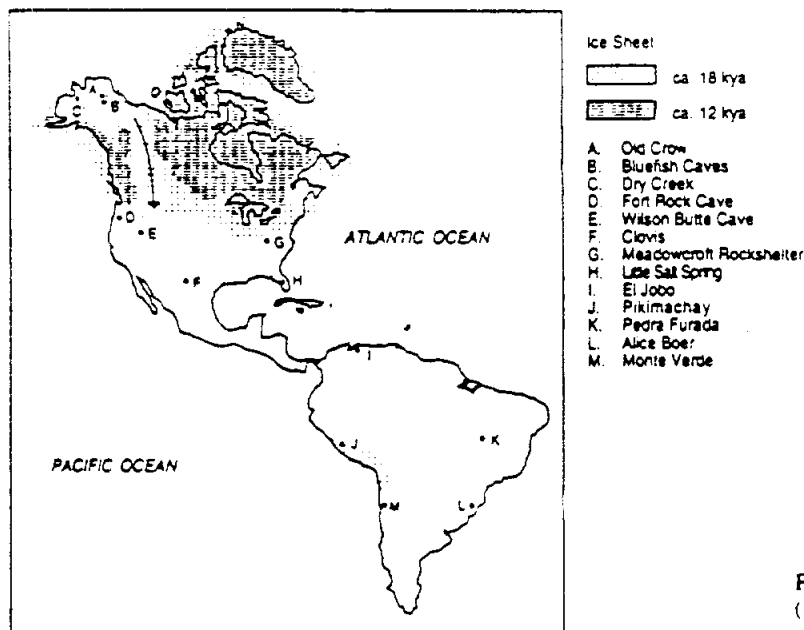 Ice Sheet
ca. 18 kya
ca. 12 kya
A. Old Crow
B. Bluefish Caves
C. Dry Creek
D. Fort Rock Cave
E. Wilson Butte Cave
F. Clovis
G. Meadowcroft Rockshelter
H. Little Salt Spring
I. El Jobo
J. Pikimachay
K. Pedra Furada
L. Alice Boer
M. Monte Verde
A
B
C
D
E
G
ATLANTIC OCEAN
F
H
I
J
K
PACIFIC OCEAN
M
L